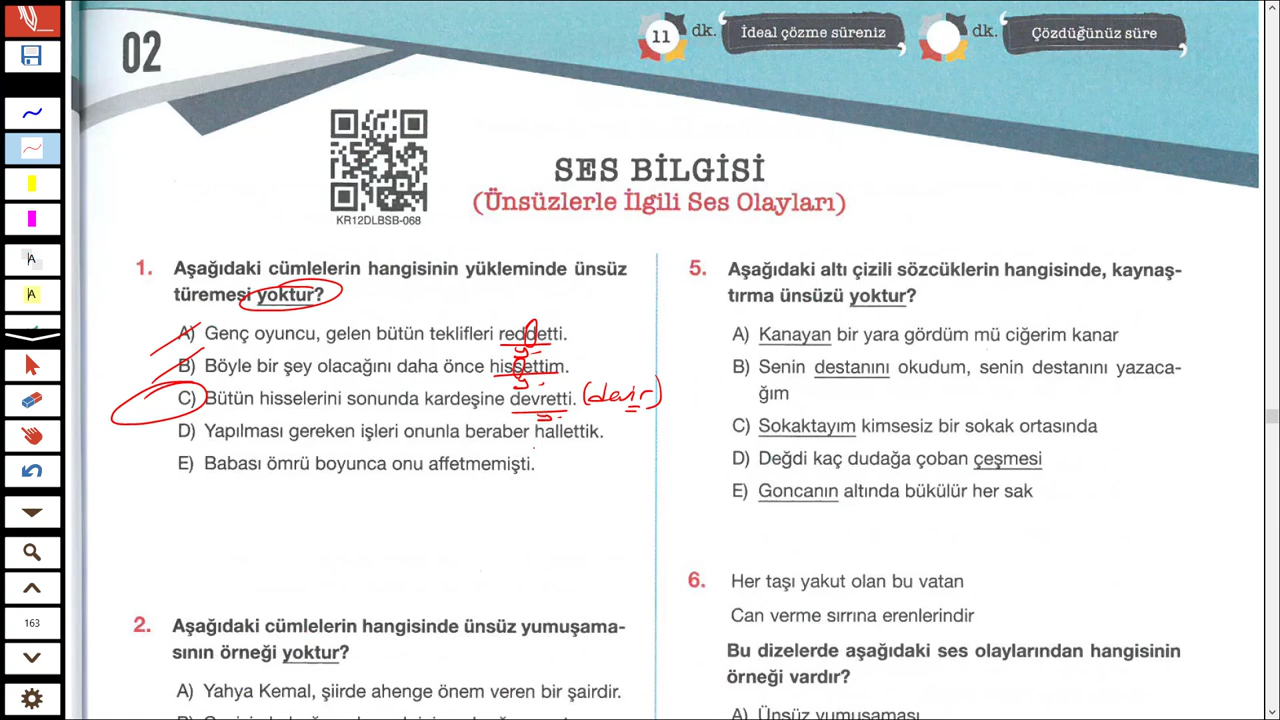 02
11 dk. İdeal çözme süreniz
dk. Çözdüğünüz süre
KR12DLBSB-068
SES BİLGİSİ
(Ünsüzlerle İlgili Ses Olayları)
1. Aşağıdaki cümlelerin hangisinin yükleminde ünsüz
türemesi yoktur?
A) Genç oyuncu, gelen bütün teklifleri reddetti.
B) Böyle bir şey olacağını daha önce hissettim.
C) Bütün hisselerini sonunda kardeşine devretti. (devir)
D) Yapılması gereken işleri onunla beraber hallettik.
E) Babası ömrü boyunca onu affetmemişti.
2. Aşağıdaki cümlelerin hangisinde ünsüz yumuşama-
sının örneği yoktur?
A) Yahya Kemal, şiirde ahenge önem veren bir şairdir.
5. Aşağıdaki altı çizili sözcüklerin hangisinde, kaynaş-
tırma ünsüzü yoktur?
A) Kanayan bir yara gördüm mü ciğerim kanar
B) Senin destanını okudum, senin destanını yazaca-
ğım
C) Sokaktayım kimsesiz bir sokak ortasında
D) Değdi kaç dudağa çoban çeşmesi
E) Goncanın altında bükülür her sak
6. Her taşı yakut olan bu vatan
Can verme sırrına erenlerindir
Bu dizelerde aşağıdaki ses olaylarından hangisinin
örneği vardır?
A) Ünsüz yumuşaması
A
A
163